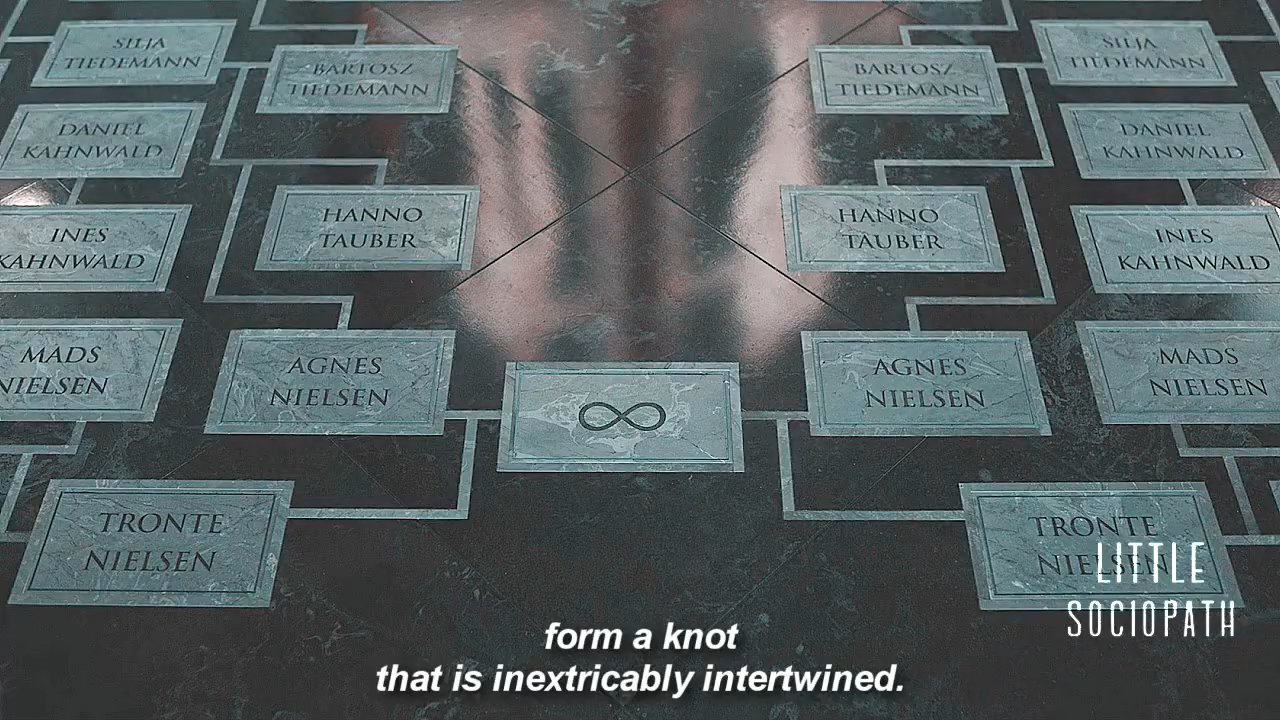 SILJA
TIEDEMANN
BARTOSZ
TIEDEMANN
BARTOSZ
TIEDEMANN
SILJA
TIEDEMANN
DANIEL
KAHNWALD
DANIEL
KAHNWALD
HANNO
TAUBER
HANNO
TAUBER
INES
KAHNWALD
INES
KAHNWALD
MADS
NIELSEN
AGNES
NIELSEN
∞
AGNES
NIELSEN
MADS
NIELSEN
TRONTE
NIELSEN
TRONTE
NIELSEN
LITTLE
SOCIOPATH
form a knot
that is inextricably intertwined.